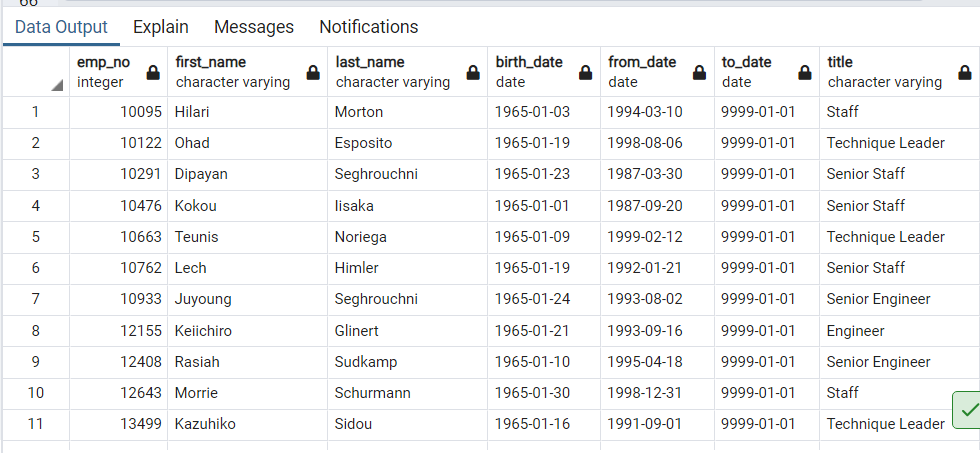 66
Data Output Explain Messages Notifications
emp_no first_name last_name birth_date from_date to_date title
integer character varying character varying date date date character varying
1 10095 Hilari Morton 1965-01-03 1994-03-10 9999-01-01 Staff
2 10122 Ohad Esposito 1965-01-19 1998-08-06 9999-01-01 Technique Leader
3 10291 Dipayan Seghrouchni 1965-01-23 1987-03-30 9999-01-01 Senior Staff
4 10476 Kokou Iisaka 1965-01-01 1987-09-20 9999-01-01 Senior Staff
5 10663 Teunis Noriega 1965-01-09 1999-02-12 9999-01-01 Technique Leader
6 10762 Lech Himler 1965-01-19 1992-01-21 9999-01-01 Senior Staff
7 10933 Juyoung Seghrouchni 1965-01-24 1993-08-02 9999-01-01 Senior Engineer
8 12155 Keiichiro Glinert 1965-01-21 1993-09-16 9999-01-01 Engineer
9 12408 Rasiah Sudkamp 1965-01-10 1995-04-18 9999-01-01 Senior Engineer
10 12643 Morrie Schurmann 1965-01-30 1998-12-31 9999-01-01 Staff
11 13499 Kazuhiko Sidou 1965-01-16 1991-09-01 9999-01-01 Technique Leader